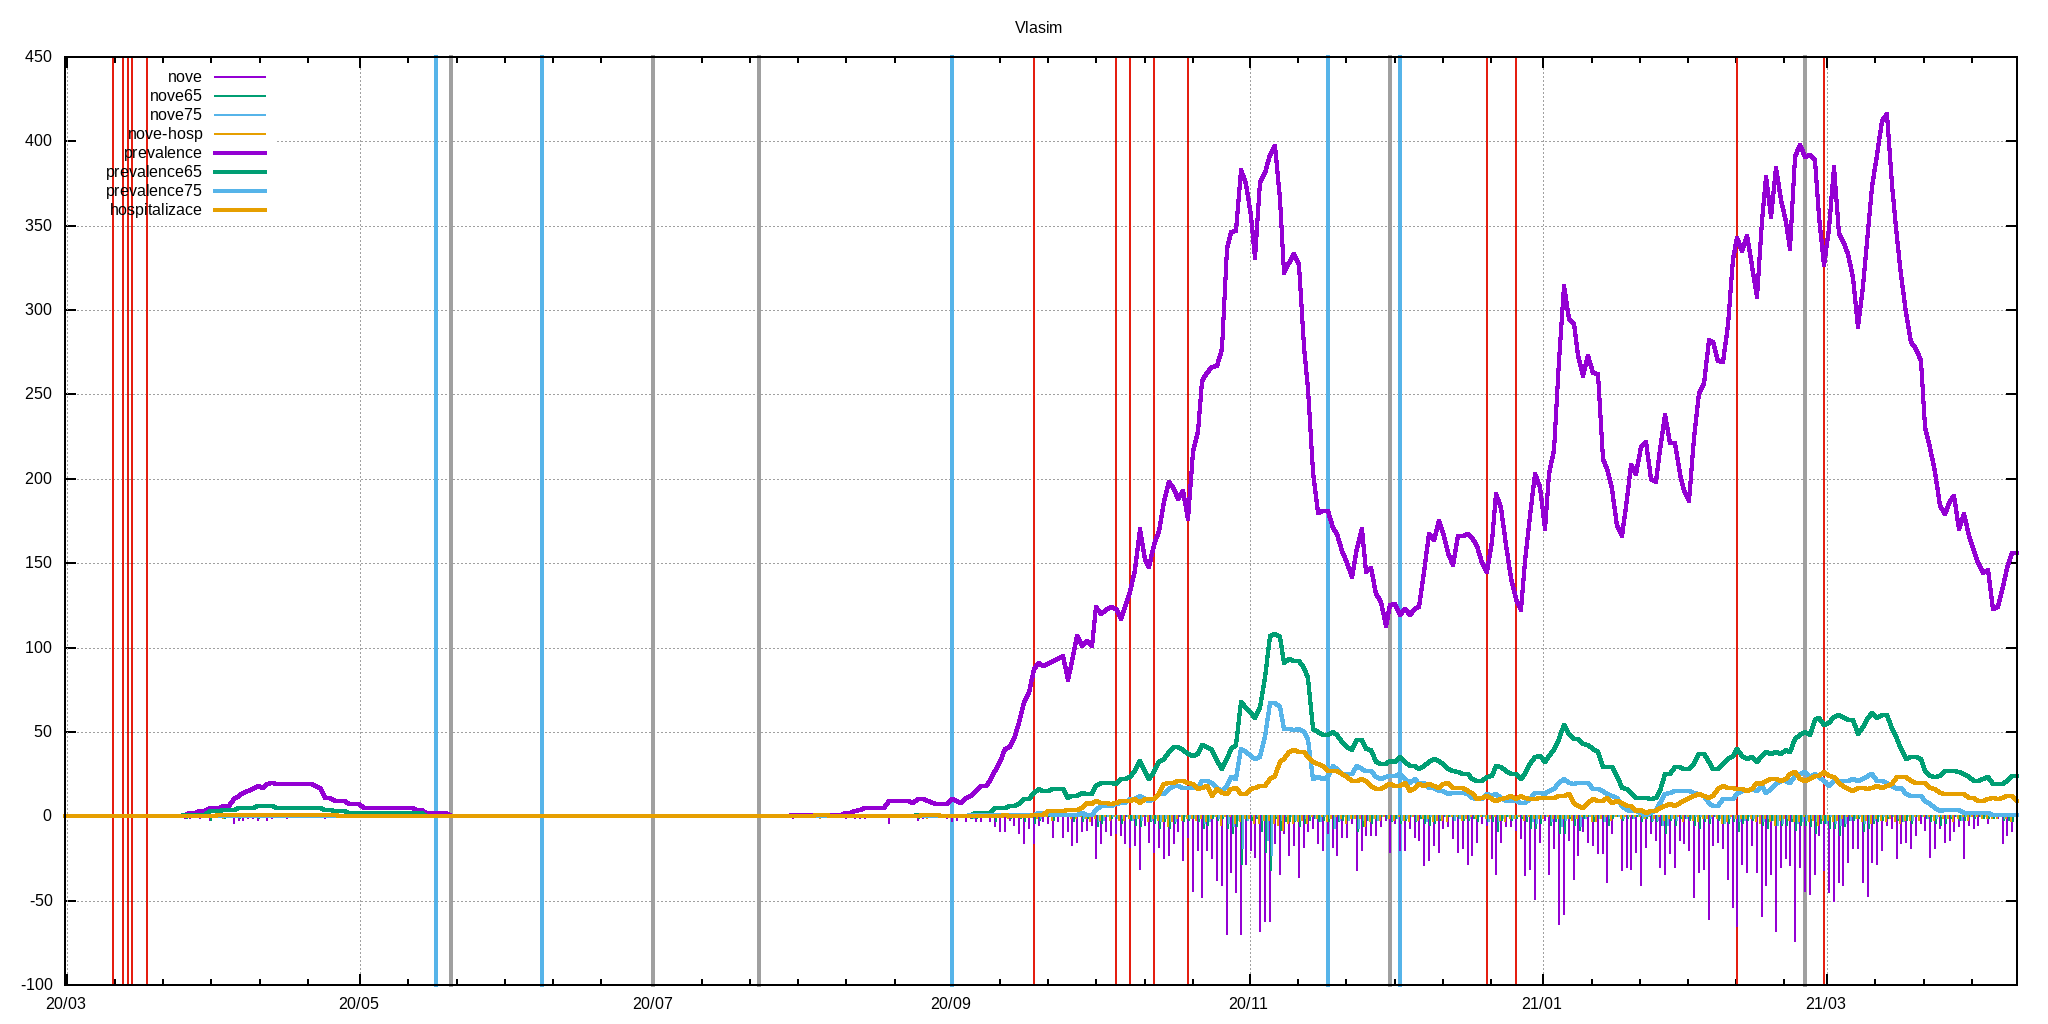 Vlasim
450
400
350
300
250
200
150
100
50
0
-50
-100
nove
nove65
nove75
nove-hosp
prevalence
prevalence65
prevalence75
hospitalizace
20/03 20/05 20/07 20/09 20/11 21/01 21/03